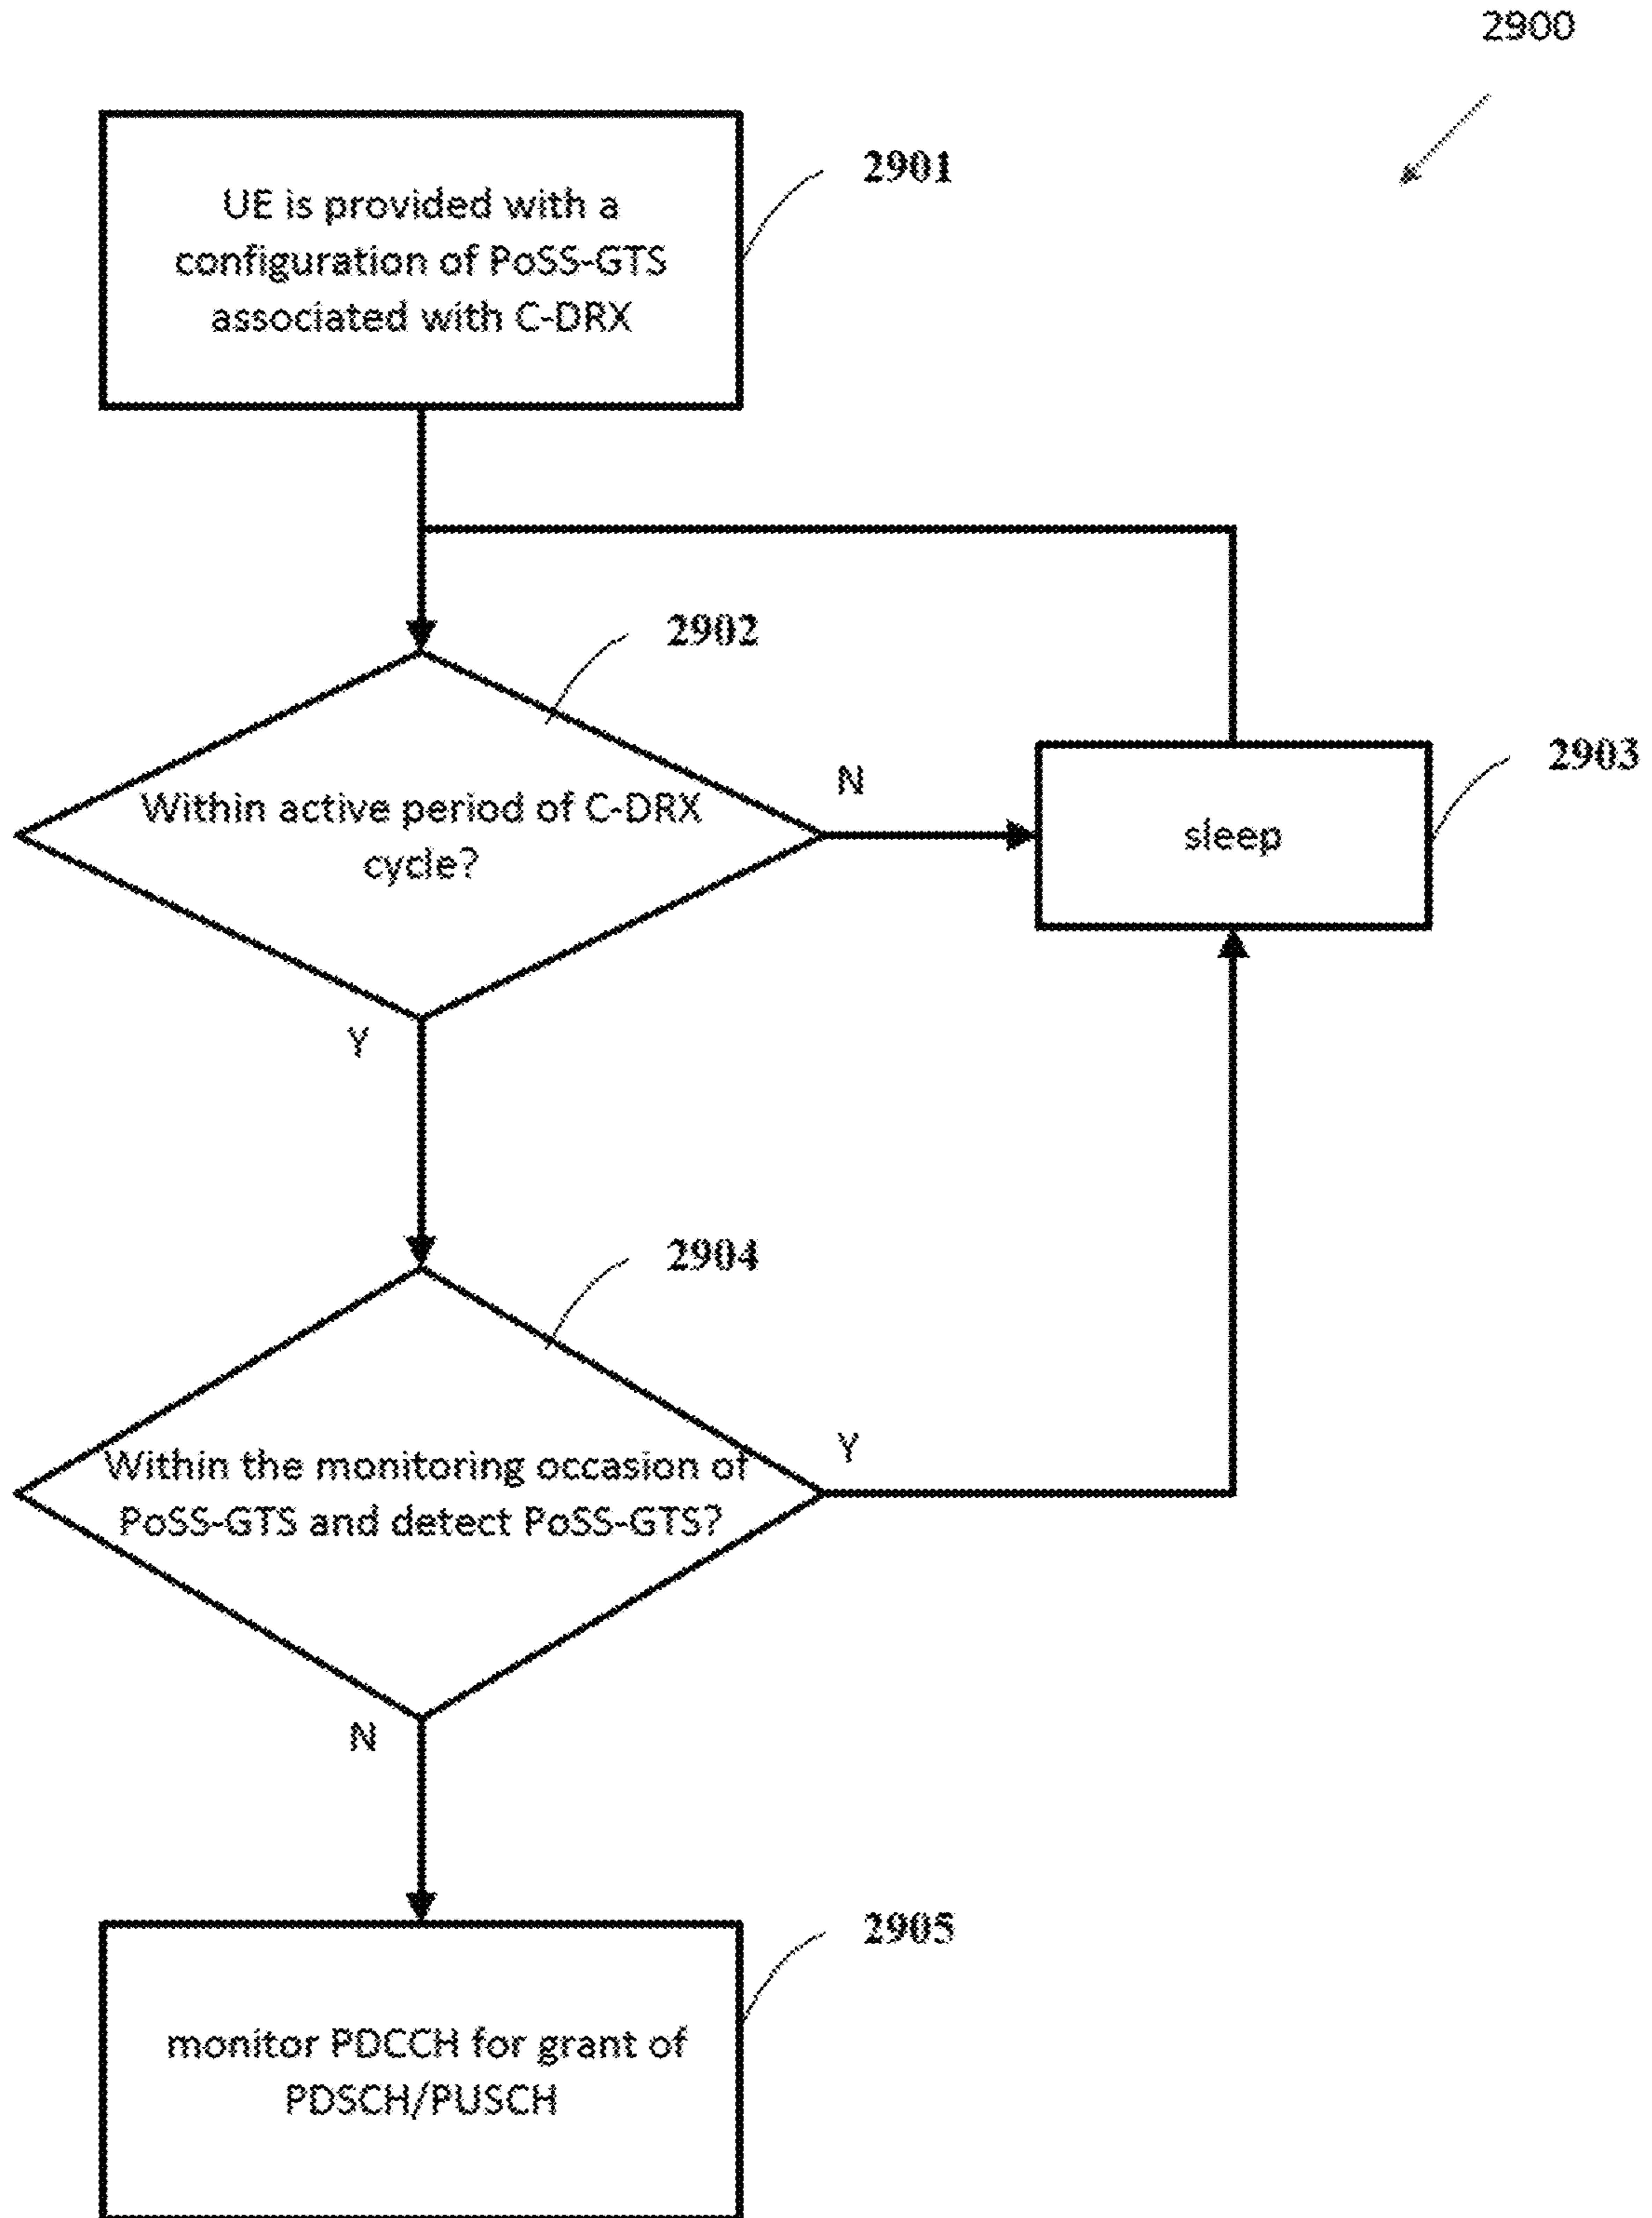 2900
UE is provided with a
configuration of PoSS-GTS
associated with C-DRX
2901
2902
Within active period of C-DRX
cycle?
N
Y
sleep
2903
2904
Within the monitoring occasion of
PoSS-GTS and detect PoSS-GTS?
Y
N
2905
monitor PDCCH for grant of
PDSCH/PUSCH